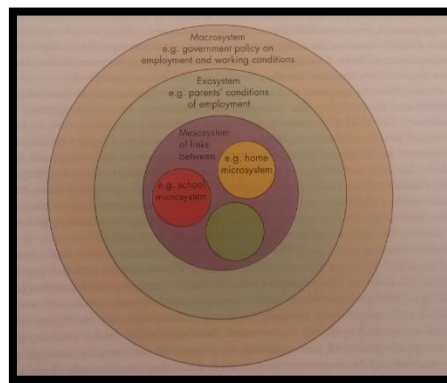 Macrosystem
e.g. government policy on
employment and working conditions
Exosystem
e.g. parents' conditions
of employment
Mesosystem
of links
between
e.g. home
microsystem
e.g. school
microsystem